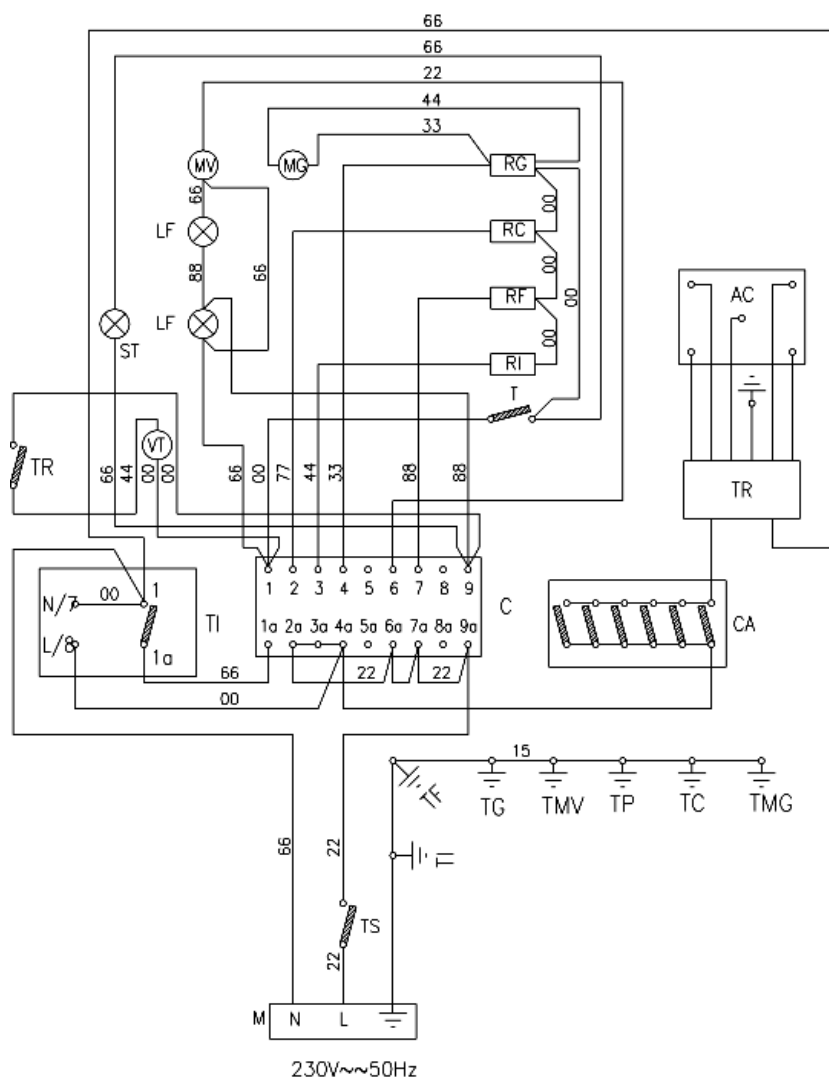 66
66
22
44
33
MV
MG
RG
66
00
LF
RC
88
66
00
00
AC
LF
RF
ST
00
RI
T
TR
VT
66
44
00
00
66
00
77
44
33
88
88
TR
1 2 3 4 5 6 7 8 9
C
N/7
00
1
TI
L/8
1a
1a 2a 3a 4a 5a 6a 7a 8a 9a
CA
66
22
22
00
15
TF
TG
TMV
TP
TC
TMG
TI
66
22
TS
22
M N L
230V~~50Hz